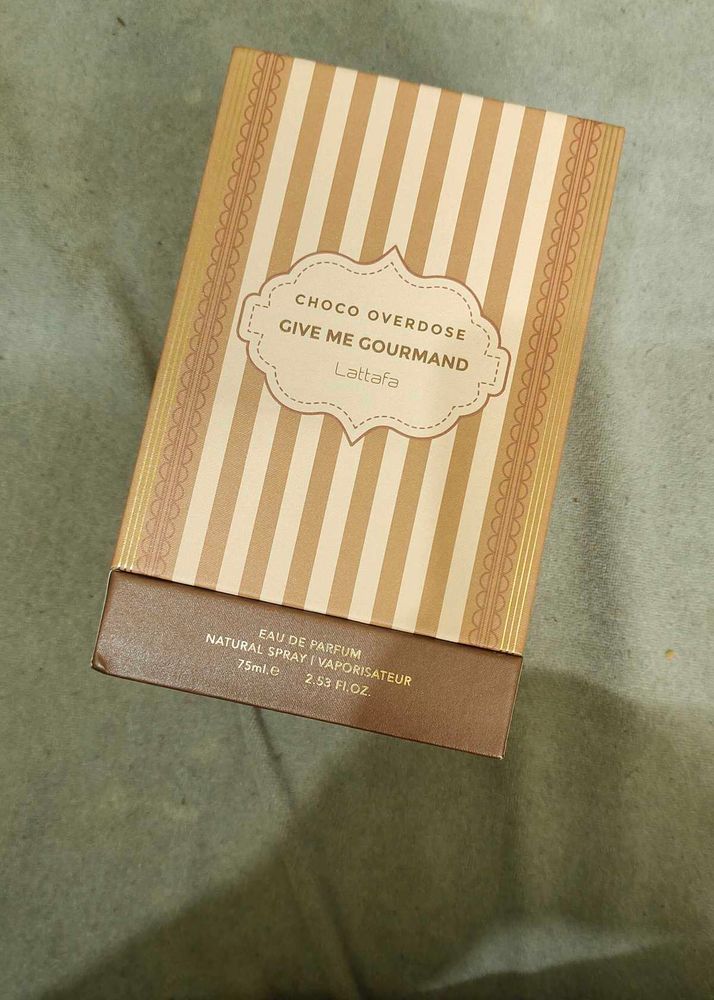 CHOCO OVERDOSE
GIVE ME GOURMAND
Lattafa
EAU DE PARFUM
NATURAL SPRAY | VAPORISATEUR
75ml.℮ 2.53 Fl.OZ.